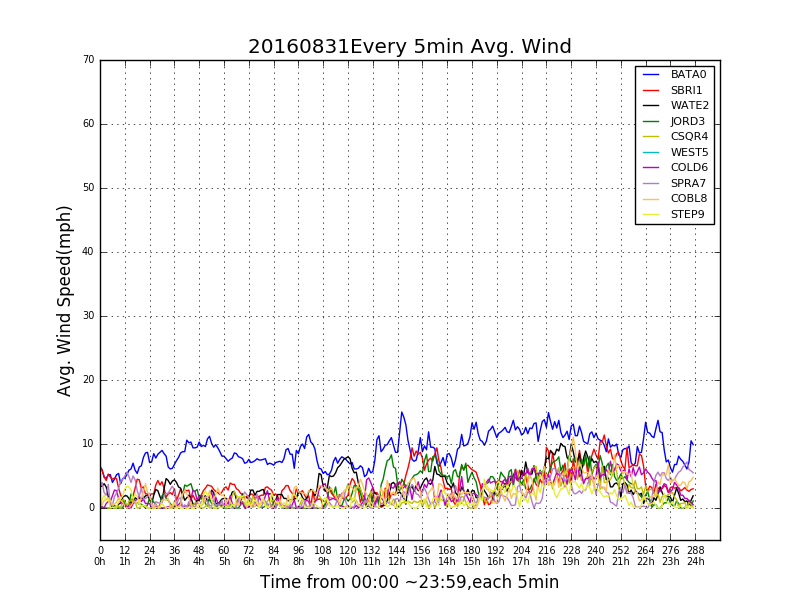 20160831Every 5min Avg. Wind
70
60
50
40
30
20
10
0
Avg. Wind Speed(mph)
BATA0
SBRI1
WATE2
JORD3
CSQR4
WEST5
COLD6
SPRA7
COBL8
STEP9
0 12 24 36 48 60 72 84 96 108 120 132 144 156 168 180 192 204 216 228 240 252 264 276 288
0h 1h 2h 3h 4h 5h 6h 7h 8h 9h 10h 11h 12h 13h 14h 15h 16h 17h 18h 19h 20h 21h 22h 23h 24h
Time from 00:00 ~23:59,each 5min